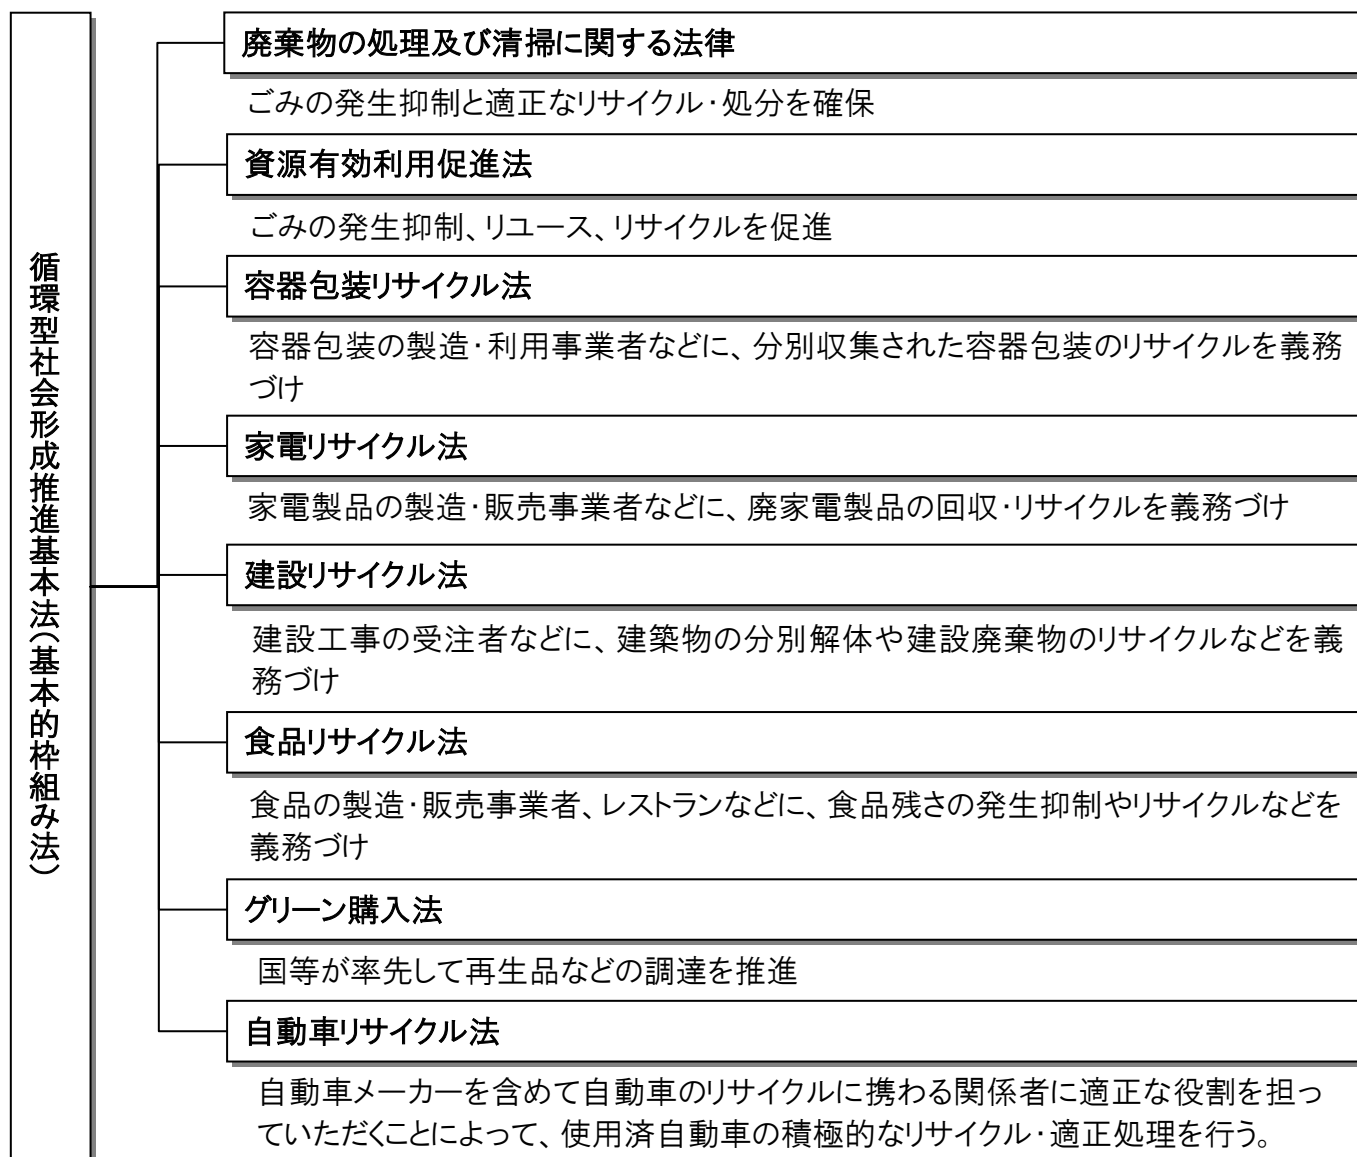 循環型社会形成推進基本法(基本的枠組み法)
廃棄物の処理及び清掃に関する法律
ごみの発生抑制と適正なリサイクル・処分を確保
資源有効利用促進法
ごみの発生抑制、リユース、リサイクルを促進
容器包装リサイクル法
容器包装の製造・利用事業者などに、分別収集された容器包装のリサイクルを義務
づけ
家電リサイクル法
家電製品の製造・販売事業者などに、廃家電製品の回収・リサイクルを義務づけ
建設リサイクル法
建設工事の受注者などに、建築物の分別解体や建設廃棄物のリサイクルなどを義
務づけ
食品リサイクル法
食品の製造・販売事業者、レストランなどに、食品残さの発生抑制やリサイクルなどを
義務づけ
グリーン購入法
国等が率先して再生品などの調達を推進
自動車リサイクル法
自動車メーカーを含めて自動車のリサイクルに携わる関係者に適正な役割を担っ
ていただくことによって、使用済自動車の積極的なリサイクル・適正処理を行う。